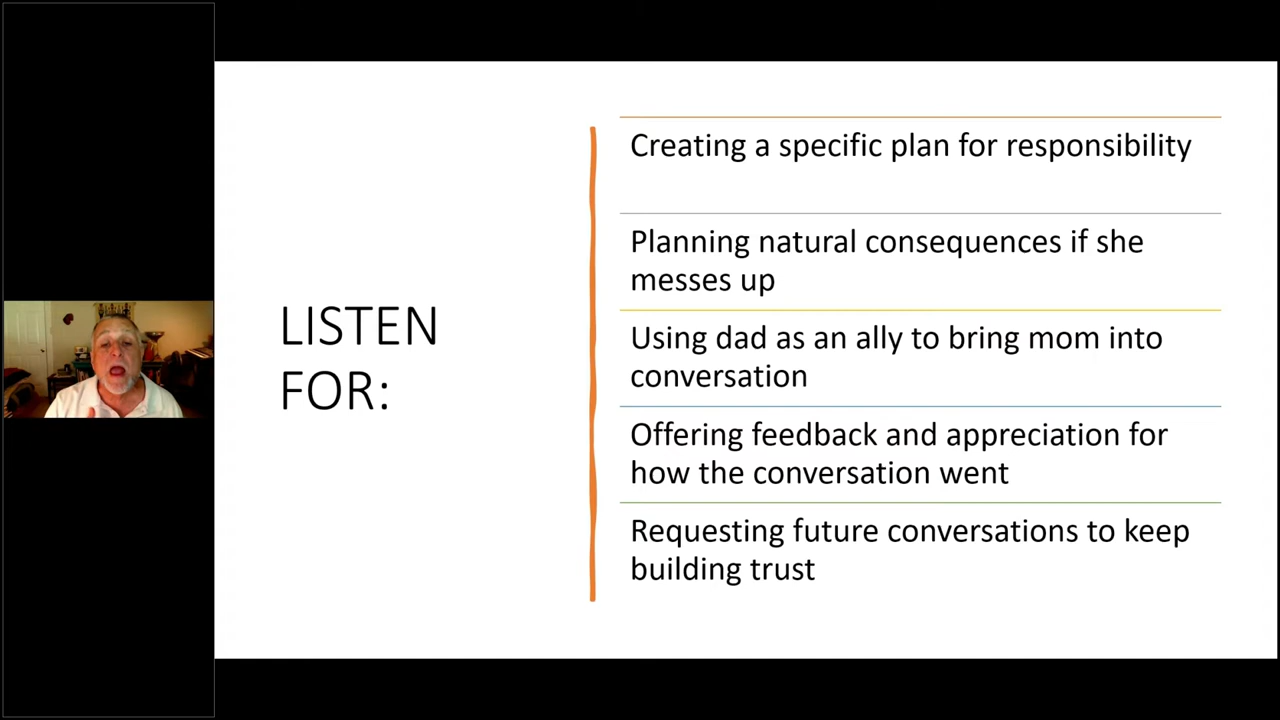 LISTEN
FOR:
Creating a specific plan for responsibility
Planning natural consequences if she
messes up
Using dad as an ally to bring mom into
conversation
Offering feedback and appreciation for
how the conversation went
Requesting future conversations to keep
building trust